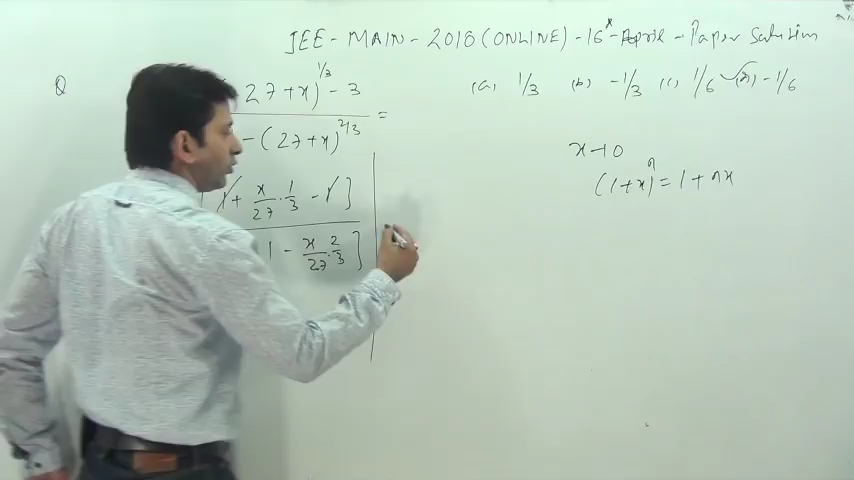 JEE - MAIN - 2018 (ONLINE) - 16 - April - Paper Solution
Q
27 + x)^{1/3} - 3
- (27 + x)^{2/3}
=
(a) 1/3 (b) -1/3 (c) 1/6 (d) -1/6
x → 0
(1 + x)^n = 1 + nx
1 + x/27 · 1/3 - 1]
1 - x/27 · 2/3]